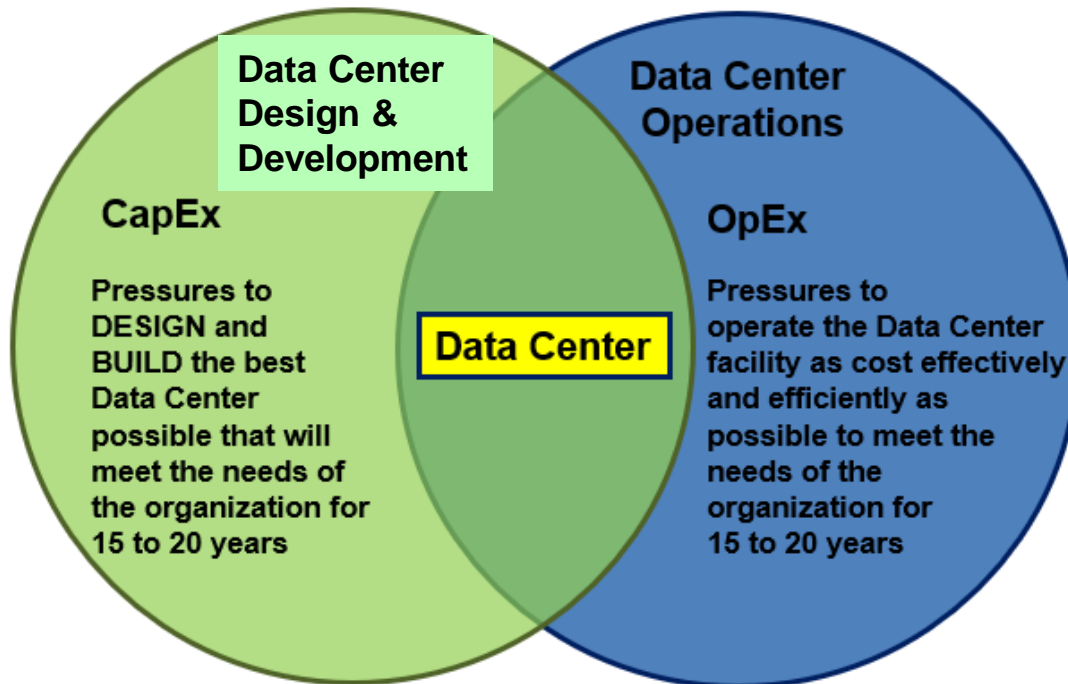 Data Center
Design &
Development
Data Center
Operations
CapEx
OpEx
Pressures to
DESIGN and
BUILD the best
Data Center
possible that will
meet the needs of
the organization for
15 to 20 years
Data Center
Pressures to
operate the Data Center
facility as cost effectively
and efficiently as
possible to meet the
needs of the
organization for
15 to 20 years